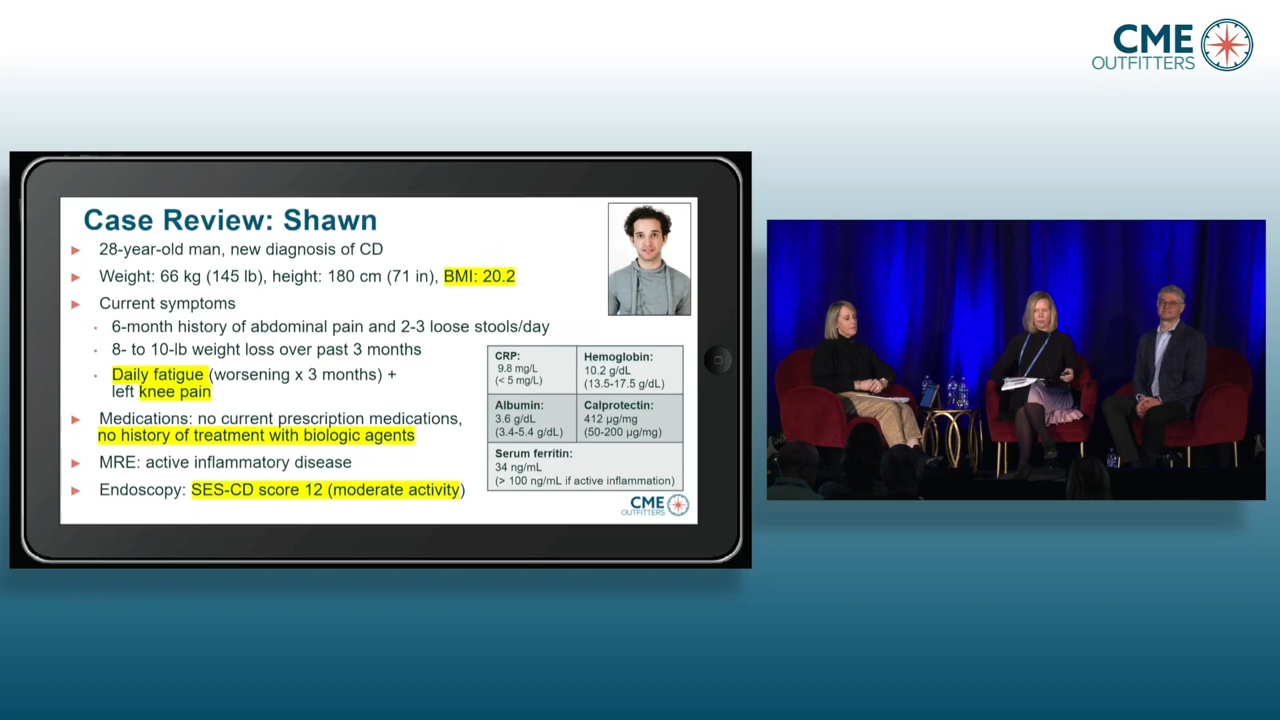 CME
OUTFITTERS
Case Review: Shawn
28-year-old man, new diagnosis of CD
Weight: 66 kg (145 lb), height: 180 cm (71 in), BMI: 20.2
Current symptoms
6-month history of abdominal pain and 2-3 loose stools/day
8- to 10-lb weight loss over past 3 months
Daily fatigue (worsening x 3 months) +
left knee pain
Medications: no current prescription medications,
no history of treatment with biologic agents
MRE: active inflammatory disease
Endoscopy: SES-CD score 12 (moderate activity)
CRP:
9.8 mg/L
(< 5 mg/L)
Hemoglobin:
10.2 g/dL
(13.5-17.5 g/dL)
Albumin:
3.6 g/dL
(3.4-5.4 g/dL)
Calprotectin:
412 µg/mg
(50-200 µg/mg)
Serum ferritin:
34 ng/mL
(> 100 ng/mL if active inflammation)
CME
OUTFITTERS